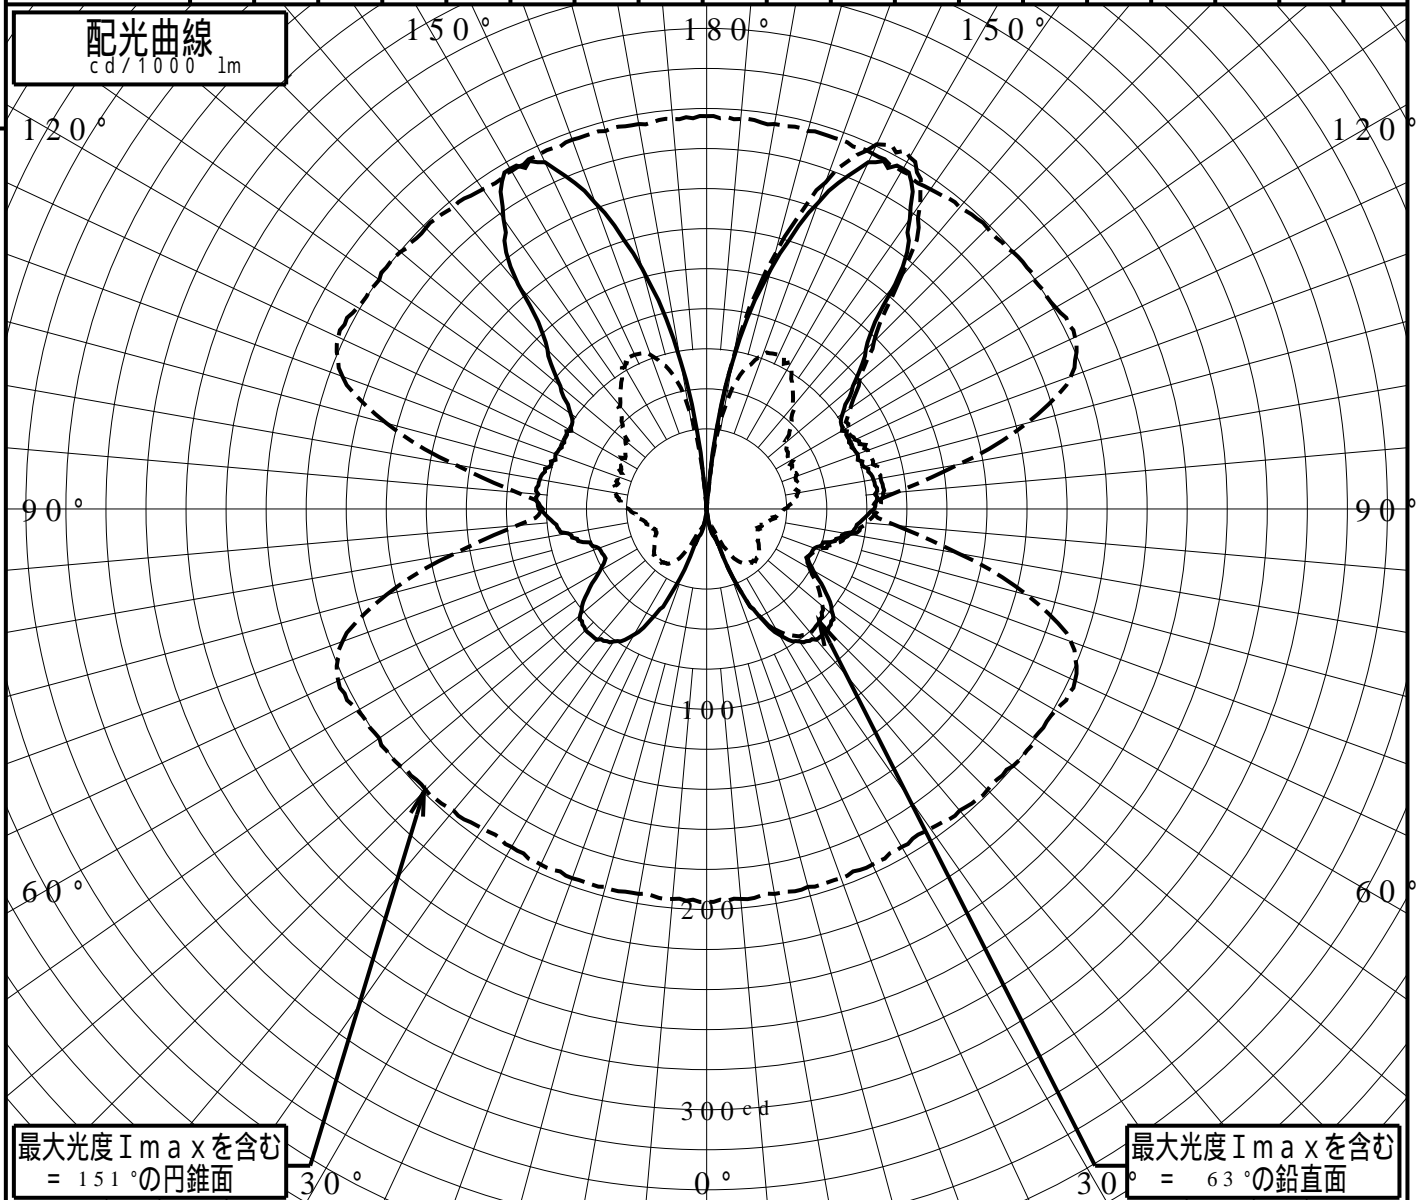 配光曲線
cd/1000 lm
150° 180° 150°
120° 120°
90° 90°
100
60° 60°
200
300cd
最大光度Ｉｍａｘを含む
= 151°の円錐面
30° 0° 30°
最大光度Ｉｍａｘを含む
= 63°の鉛直面